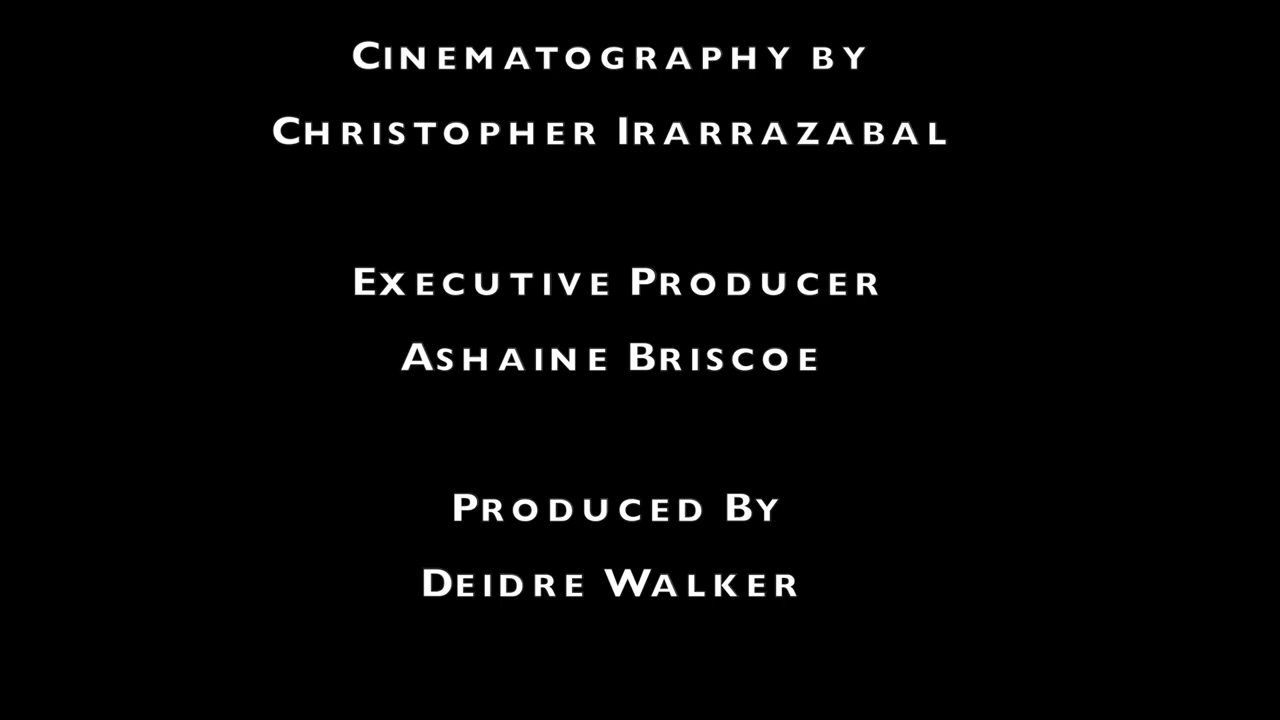 Cinematography by
Christopher Irarrazabal
Executive Producer
Ashaine Briscoe
Produced By
Deidre Walker